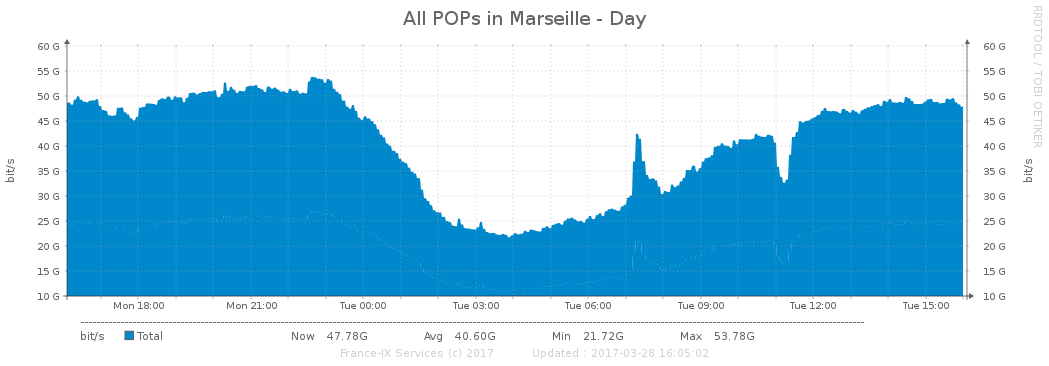 All POPs in Marseille - Day
RRDTOOL / TOBI OETIKER
60 G 60 G
55 G 55 G
50 G 50 G
45 G 45 G
40 G 40 G
35 G 35 G
30 G 30 G
25 G 25 G
20 G 20 G
15 G 15 G
10 G 10 G
bit/s bit/s
Mon 18:00 Mon 21:00 Tue 00:00 Tue 03:00 Tue 06:00 Tue 09:00 Tue 12:00 Tue 15:00
bit/s Total Now 47.78G Avg 40.60G Min 21.72G Max 53.78G
France-IX Services (c) 2017 Updated : 2017-03-28 16:05:02